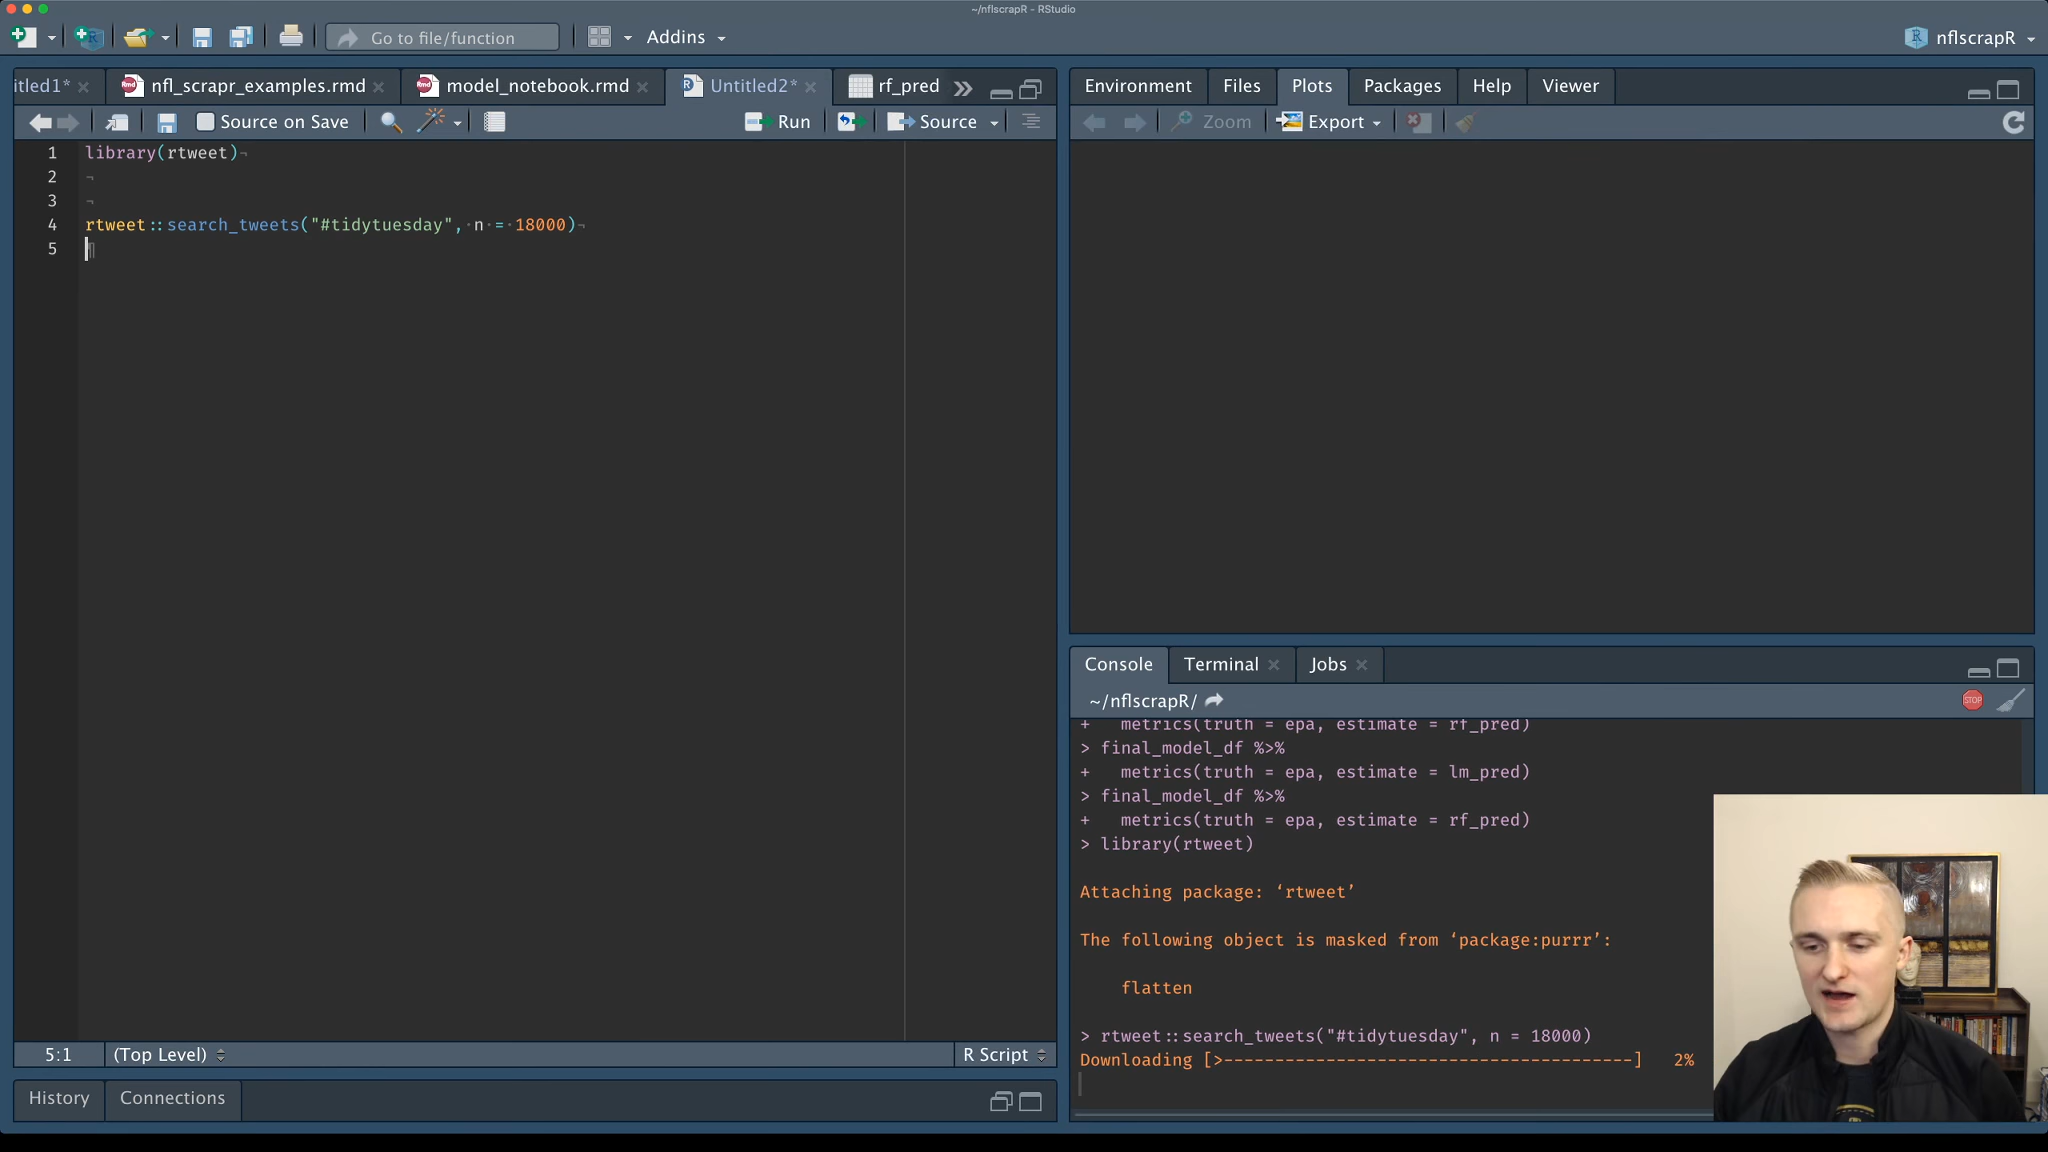 ~/nflscrapR - RStudio
Go to file/function
Addins
nflscrapR
itled1*
nfl_scrapr_examples.rmd
model_notebook.rmd
Untitled2*
rf_pred
Source on Save
Run
Source
1 library(rtweet)
2
3
4 rtweet::search_tweets("#tidytuesday", n = 18000)
5
5:1
(Top Level)
R Script
History
Connections
Environment
Files
Plots
Packages
Help
Viewer
Zoom
Export
Console
Terminal
Jobs
~/nflscrapR/
STOP
+ metrics(truth = epa, estimate = rf_pred)
> final_model_df %>%
+ metrics(truth = epa, estimate = lm_pred)
> final_model_df %>%
+ metrics(truth = epa, estimate = rf_pred)
> library(rtweet)
Attaching package: ‘rtweet’
The following object is masked from ‘package:purrr’:
flatten
> rtweet::search_tweets("#tidytuesday", n = 18000)
Downloading [>----------------------------------------] 2%